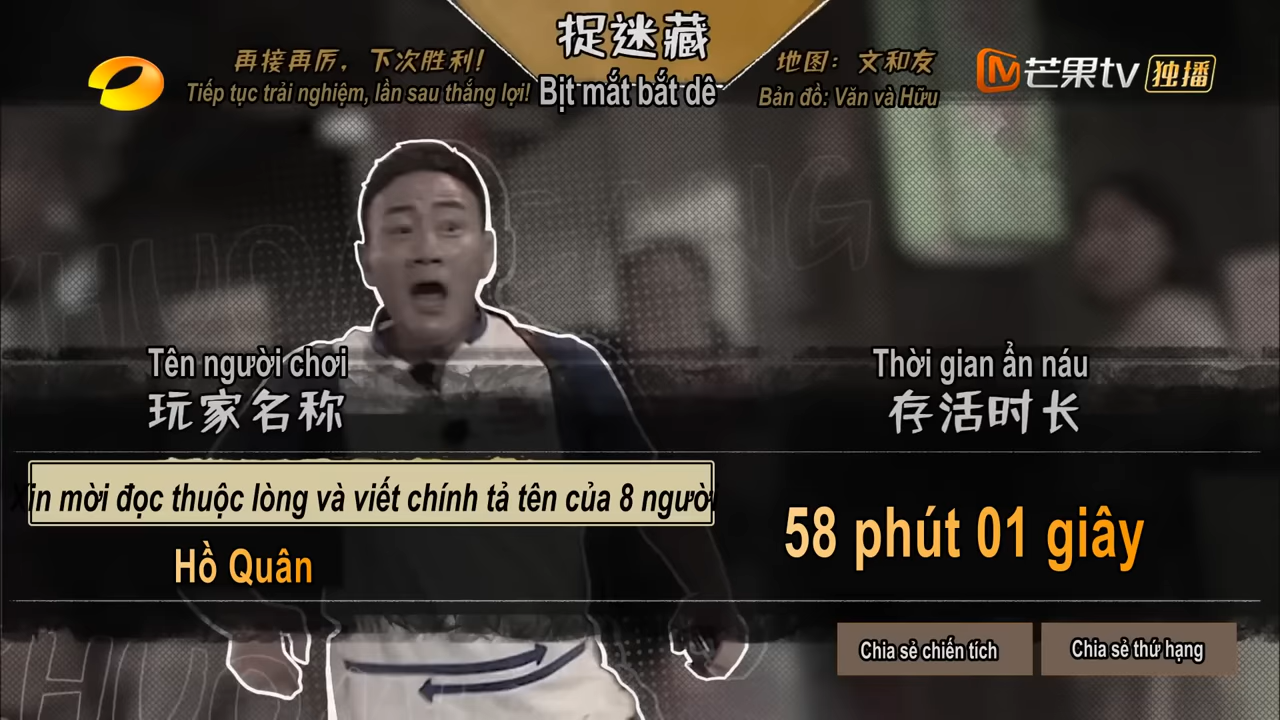 捉迷藏
再接再厉，下次胜利！
Tiếp tục trải nghiệm, lần sau thắng lợi!
Bịt mắt bắt dê
地图：文和友
Bản đồ: Văn và Hữu
芒果tv 独播
Tên người chơi
玩家名称
Thời gian ẩn náu
存活时长
Xin mời đọc thuộc lòng và viết chính tả tên của 8 người
Hồ Quân
58 phút 01 giây
Chia sẻ chiến tích
Chia sẻ thứ hạng